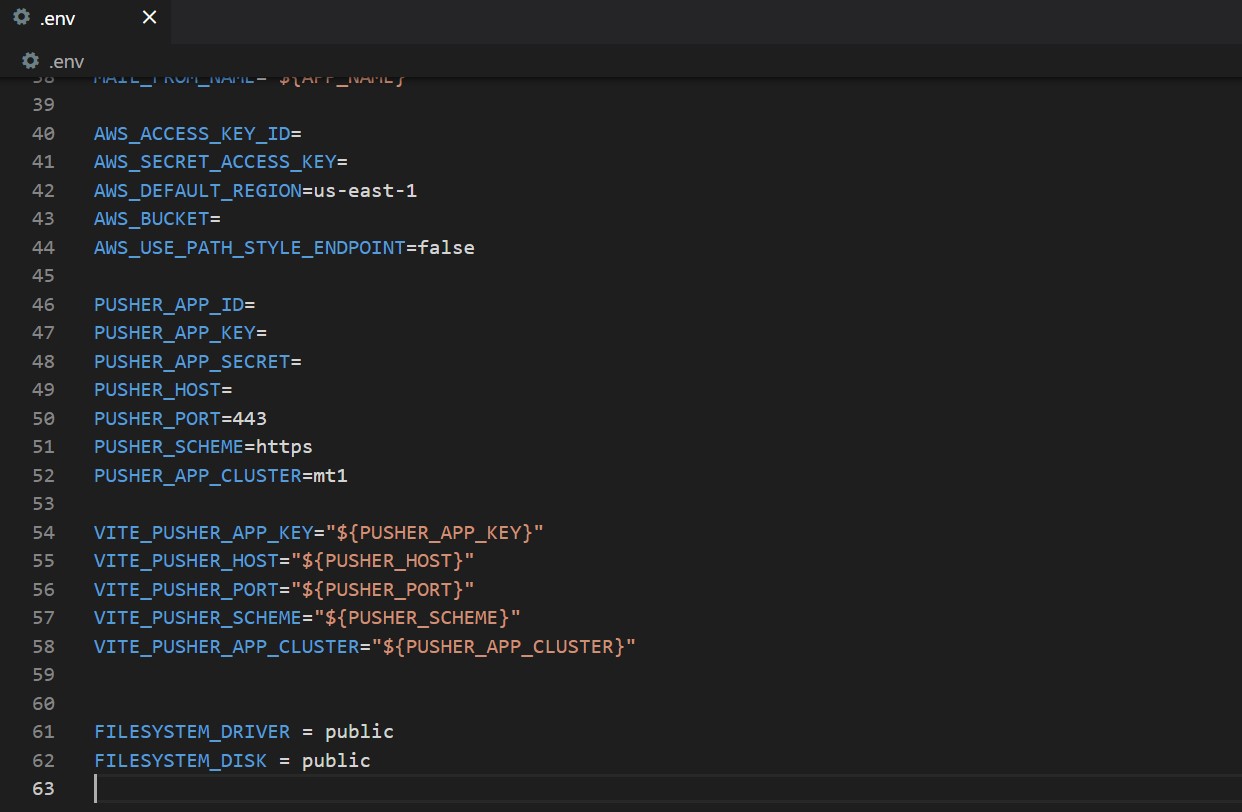 .env
.env
38 MAIL_FROM_NAME="${APP_NAME}"
39
40 AWS_ACCESS_KEY_ID=
41 AWS_SECRET_ACCESS_KEY=
42 AWS_DEFAULT_REGION=us-east-1
43 AWS_BUCKET=
44 AWS_USE_PATH_STYLE_ENDPOINT=false
45
46 PUSHER_APP_ID=
47 PUSHER_APP_KEY=
48 PUSHER_APP_SECRET=
49 PUSHER_HOST=
50 PUSHER_PORT=443
51 PUSHER_SCHEME=https
52 PUSHER_APP_CLUSTER=mt1
53
54 VITE_PUSHER_APP_KEY="${PUSHER_APP_KEY}"
55 VITE_PUSHER_HOST="${PUSHER_HOST}"
56 VITE_PUSHER_PORT="${PUSHER_PORT}"
57 VITE_PUSHER_SCHEME="${PUSHER_SCHEME}"
58 VITE_PUSHER_APP_CLUSTER="${PUSHER_APP_CLUSTER}"
59
60
61 FILESYSTEM_DRIVER = public
62 FILESYSTEM_DISK = public
63